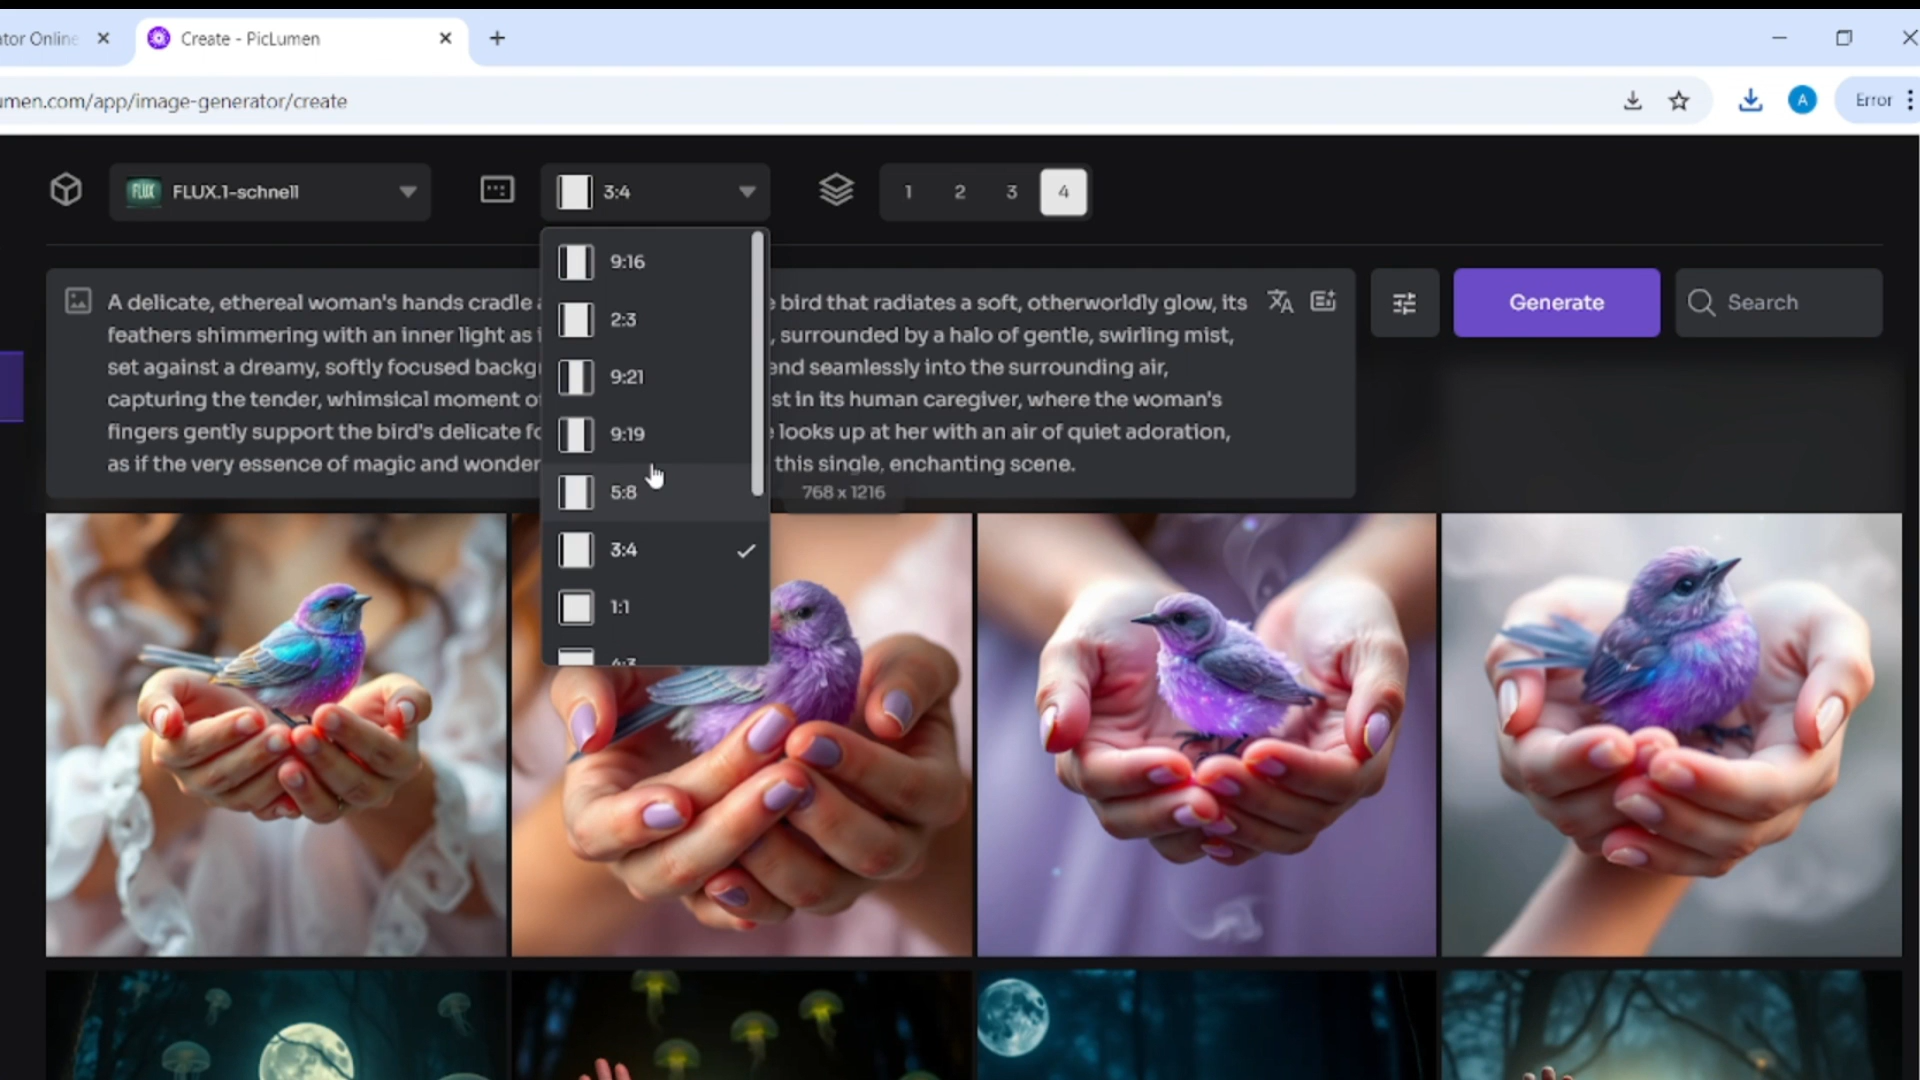 ator Online
Create - PicLumen
umen.com/app/image-generator/create
A
Error
FLUX
FLUX.1-schnell
3:4
1 2 3 4
9:16
2:3
9:21
9:19
5:8
768 x 1216
3:4
1:1
4:3
A delicate, ethereal woman's hands cradle bird that radiates a soft, otherworldly glow, its
feathers shimmering with an inner light as surrounded by a halo of gentle, swirling mist,
set against a dreamy, softly focused seamlessly into the surrounding air,
capturing the tender, whimsical moment in its human caregiver, where the woman's
fingers gently support the bird's delicate looks up at her with an air of quiet adoration,
as if the very essence of magic and wonder this single, enchanting scene.
Generate
Search